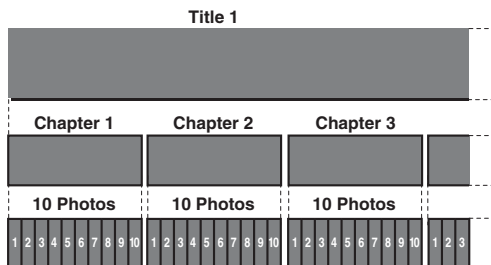 Title 1
Chapter 1 Chapter 2 Chapter 3
10 Photos 10 Photos 10 Photos
1 2 3 4 5 6 7 8 9 10 1 2 3 4 5 6 7 8 9 10 1 2 3 4 5 6 7 8 9 10 1 2 3